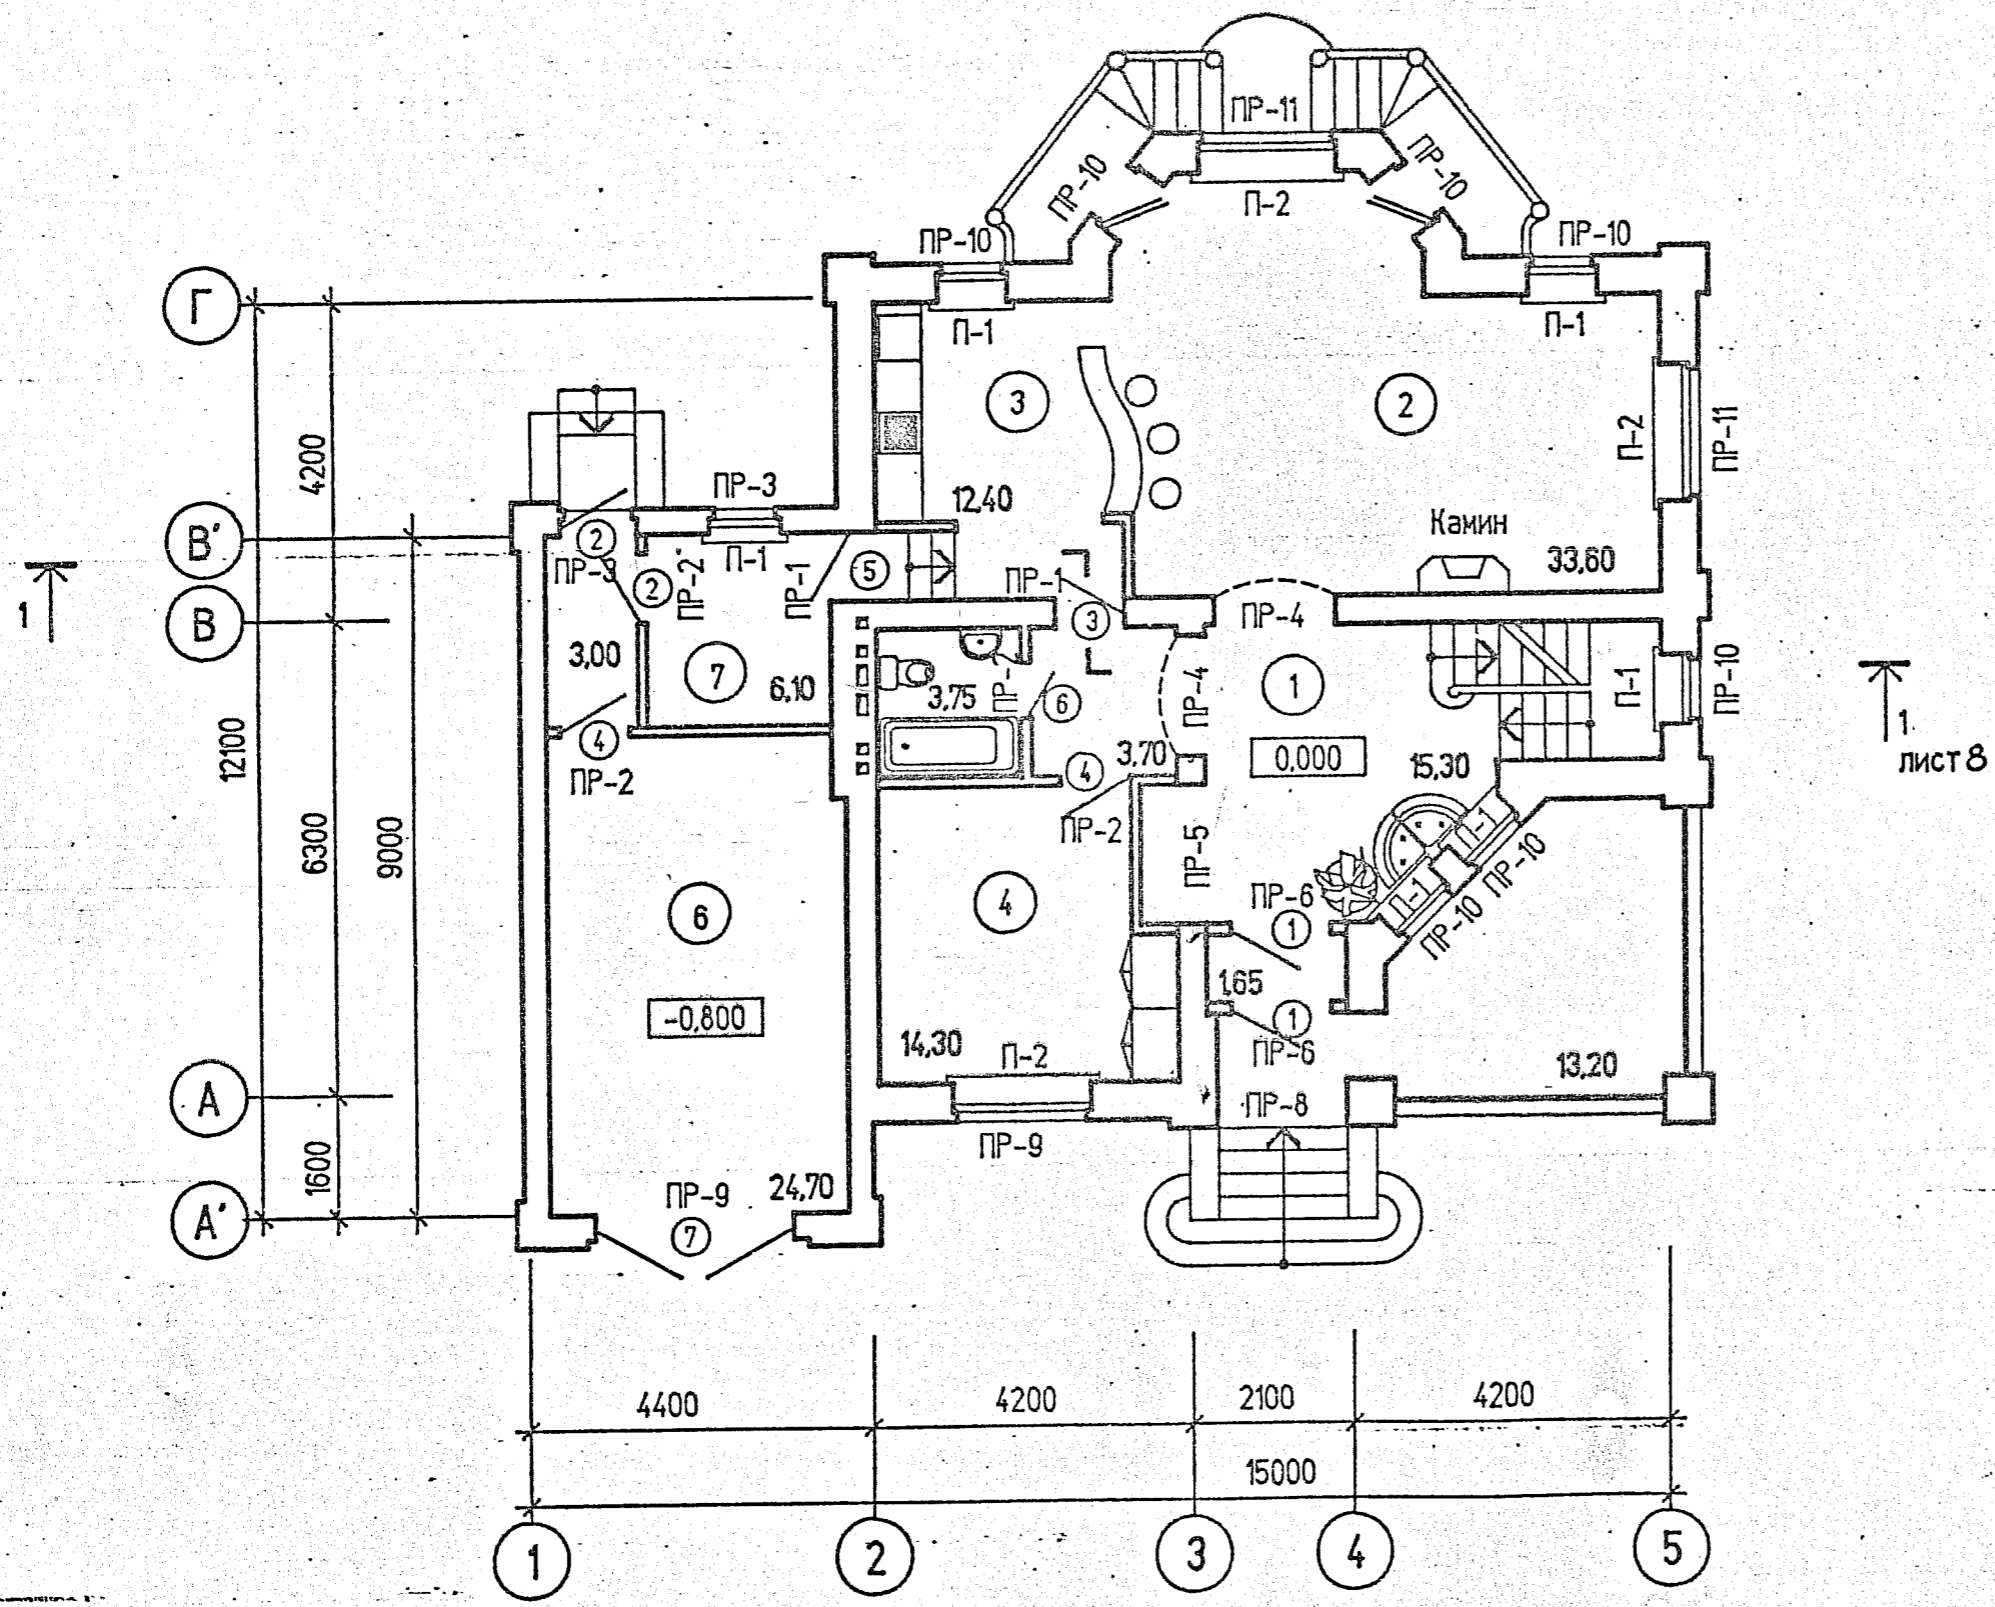 ПР-11
ПР-10
ПР-10
П-2
ПР-10
ПР-10
Г
П-1
П-1
3
2
4200
П-2
ПР-11
ПР-3
12,40
Камин
В'
2
П-1
5
33,60
ПР-3
2
ПР-2
ПР-1
ПР-1
1
В
3
ПР-4
3,00
7
6,10
3,75
ПР-2
6
ПР-4
1
П-1
ПР-10
12100
4
3,70
0,000
15,30
1
лист 8
ПР-2
4
6300
9000
ПР-2
ПР-5
П-1
ПР-10
6
4
ПР-6
1
П-1
ПР-10
1,65
-0,800
14,30
П-2
1
ПР-6
13,20
А
ПР-8
ПР-9
1600
ПР-9
24,70
А'
7
4400
4200
2100
4200
15000
1
2
3
4
5